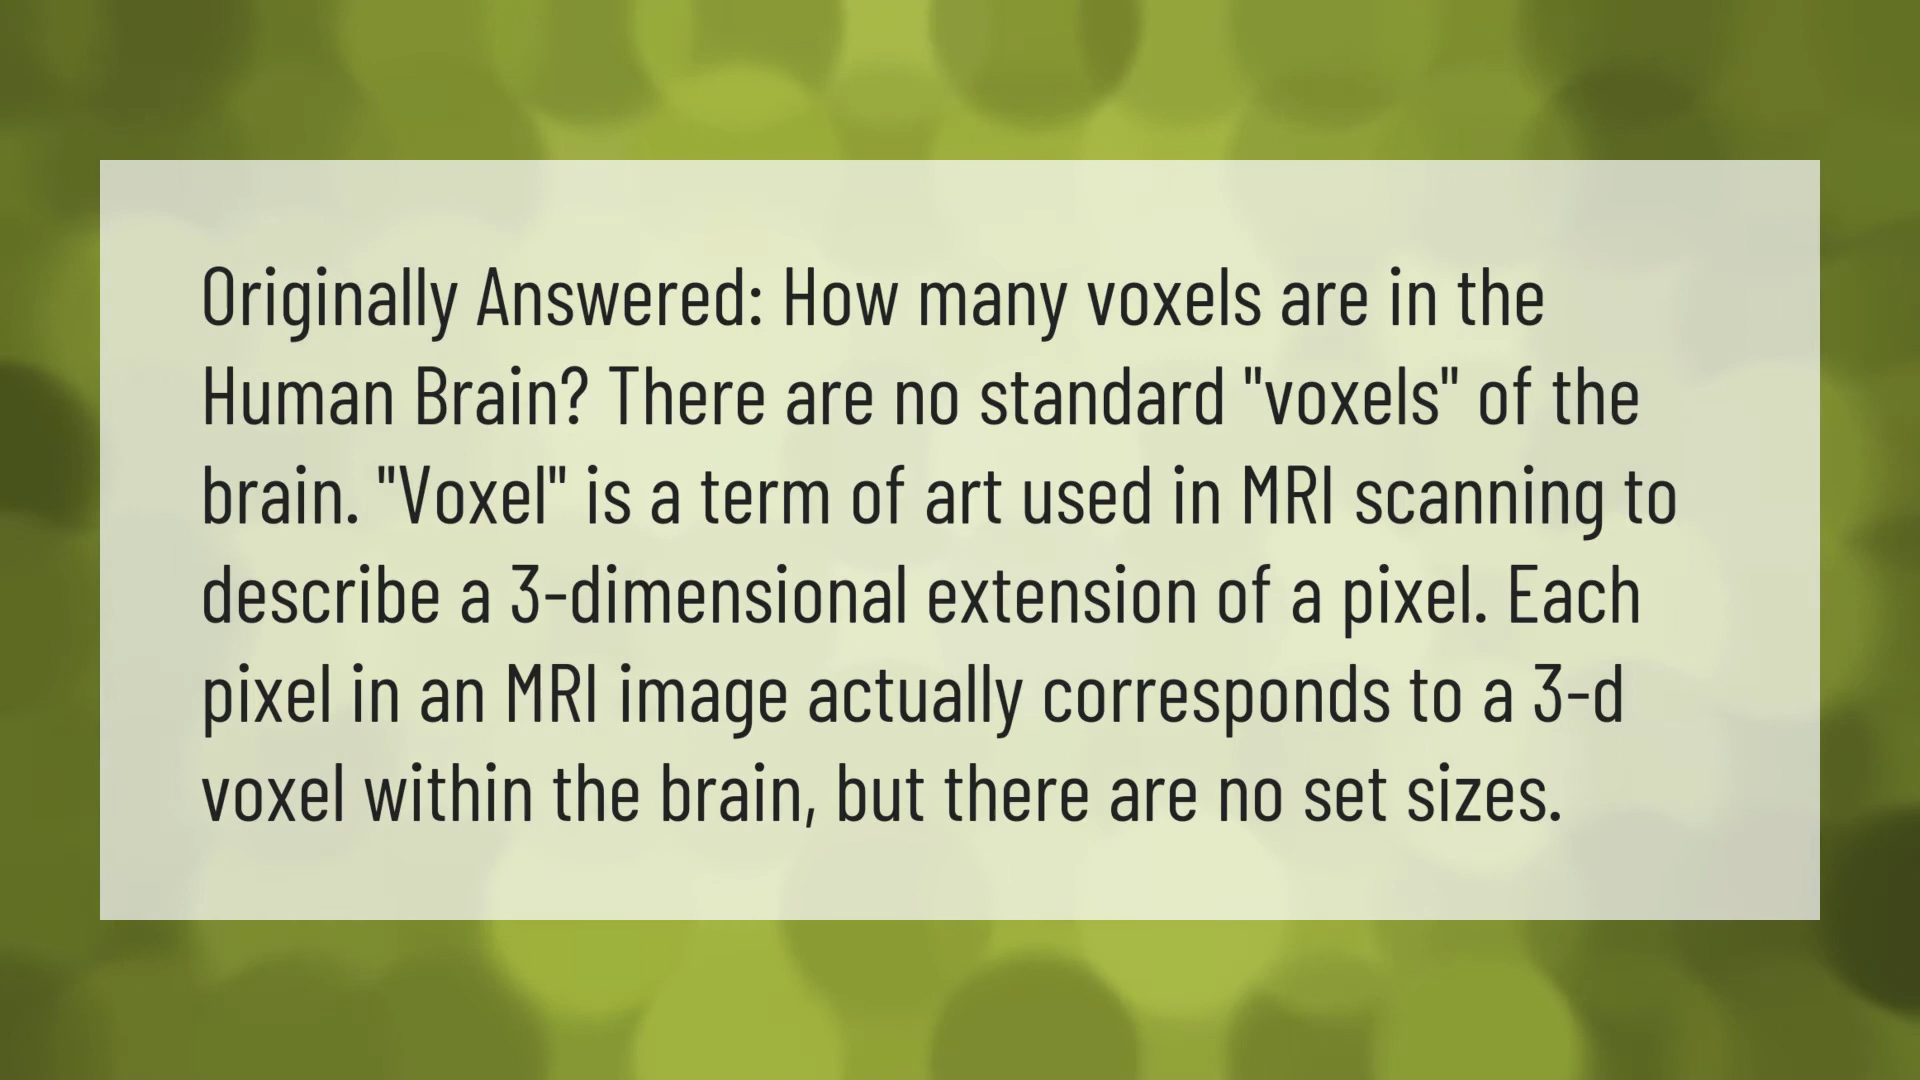 Originally Answered: How many voxels are in the
Human Brain? There are no standard "voxels" of the
brain. "Voxel" is a term of art used in MRI scanning to
describe a 3-dimensional extension of a pixel. Each
pixel in an MRI image actually corresponds to a 3-d
voxel within the brain, but there are no set sizes.